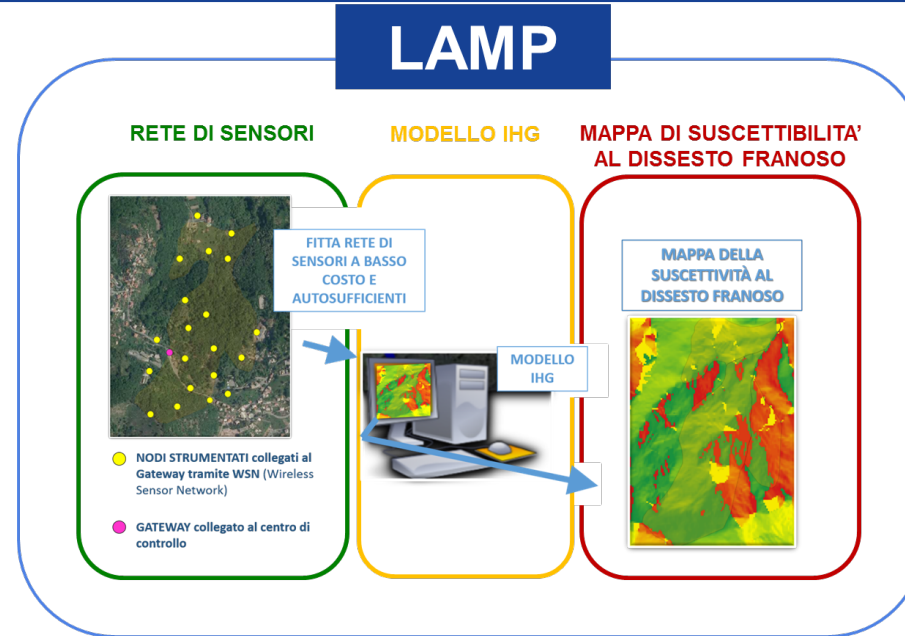 LAMP
RETE DI SENSORI
MODELLO IHG
MAPPA DI SUSCETTIBILITA’
AL DISSESTO FRANOSO
FITTA RETE DI
SENSORI A BASSO
COSTO E
AUTOSUFFICIENTI
NODI STRUMENTATI collegati al
Gateway tramite WSN (Wireless
Sensor Network)
GATEWAY collegato al centro di
controllo
MODELLO
IHG
MAPPA DELLA
SUSCETTIVITÀ AL
DISSESTO FRANOSO